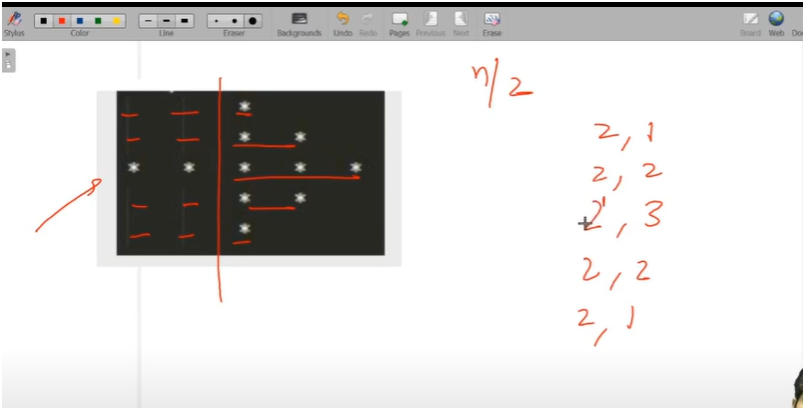 Stylus Color Line Eraser Backgrounds Undo Redo Pages Previous Next Erase Board Web Do
n/2
2, 1
2, 2
2, 3
2, 2
2, 1